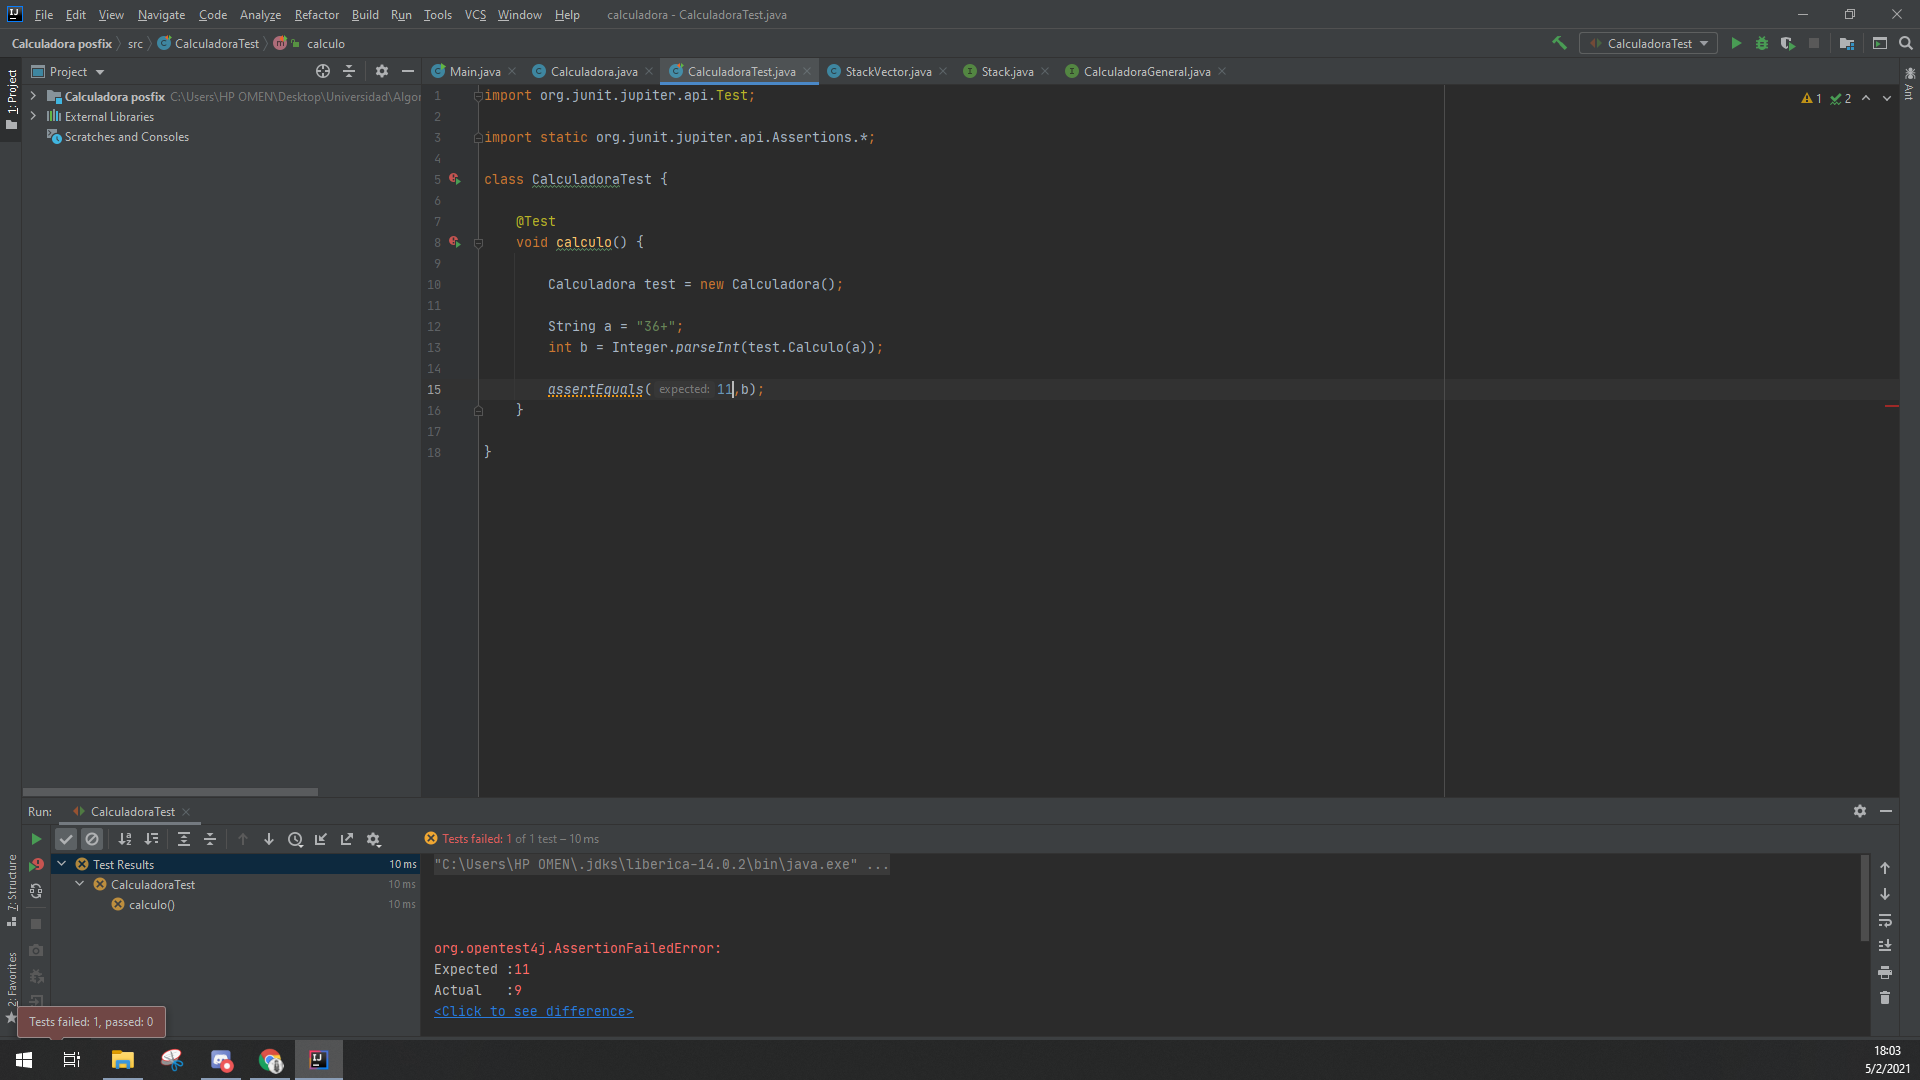 File Edit View Navigate Code Analyze Refactor Build Run Tools VCS Window Help calculadora - CalculadoraTest.java
Calculadora posfix src CalculadoraTest calculo CalculadoraTest
Project Main.java Calculadora.java CalculadoraTest.java StackVector.java Stack.java CalculadoraGeneral.java
1: Project
Ant
Calculadora posfix C:\Users\HP OMEN\Desktop\Universidad\Algor
External Libraries
Scratches and Consoles
1 import org.junit.jupiter.api.Test; 1 2
2
3 import static org.junit.jupiter.api.Assertions.*;
4
5 class CalculadoraTest {
6
7 @Test
8 void calculo() {
9
10 Calculadora test = new Calculadora();
11
12 String a = "36+";
13 int b = Integer.parseInt(test.Calculo(a));
14
15 assertEquals( expected: 11,b);
16 }
17
18 }
Run: CalculadoraTest
Tests failed: 1 of 1 test – 10 ms
Test Results 10 ms
CalculadoraTest 10 ms
calculo() 10 ms
"C:\Users\HP OMEN\.jdks\liberica-14.0.2\bin\java.exe" ...
org.opentest4j.AssertionFailedError:
Expected :11
Actual :9
<Click to see difference>
7: Structure
2: Favorites
Tests failed: 1, passed: 0
18:03
5/2/2021